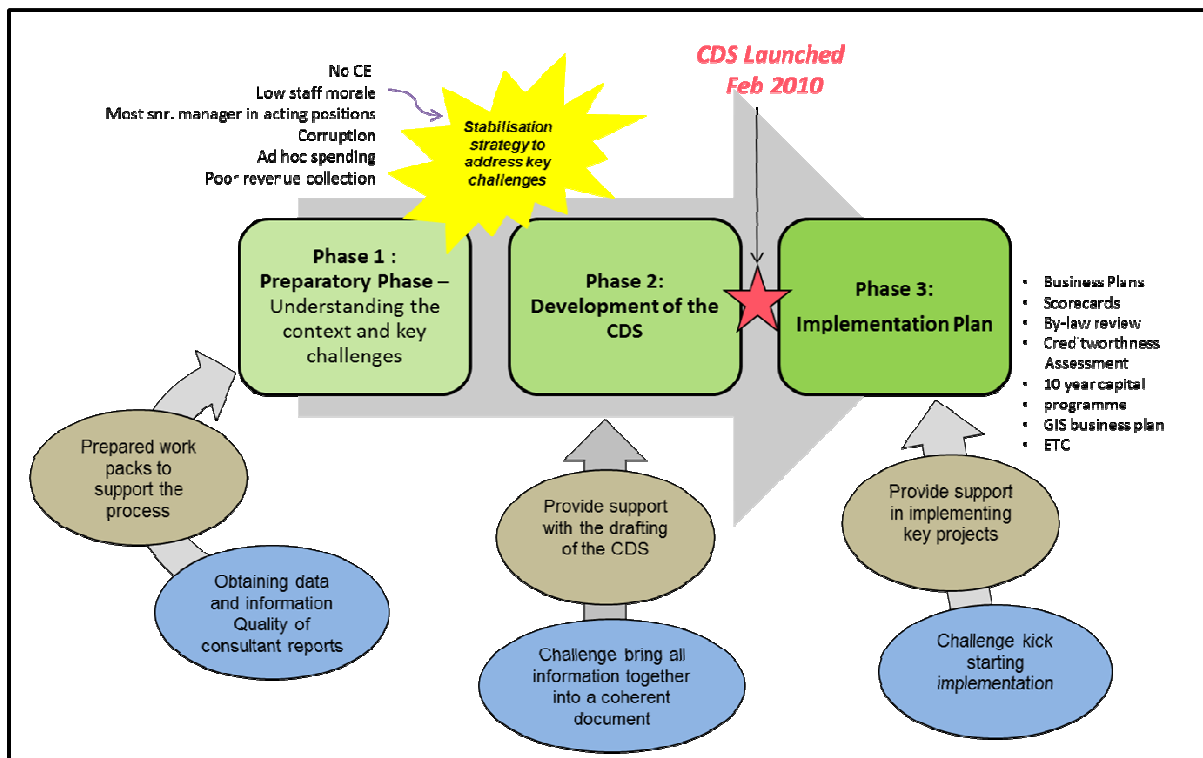 CDS Launched
Feb 2010
No CE
Low staff morale
Most snr. manager in acting positions
Corruption
Ad hoc spending
Poor revenue collection
Stabilisation
strategy to
address key
challenges
Phase 1 :
Preparatory Phase –
Understanding the
context and key
challenges
Phase 2:
Development of the
CDS
Phase 3:
Implementation Plan
• Business Plans
• Scorecards
• By-law review
• Creditworthness
Assessment
• 10 year capital
• programme
• GIS business plan
• ETC
Prepared work
packs to
support the
process
Obtaining data
and information
Quality of
consultant reports
Provide support
with the drafting
of the CDS
Challenge bring all
information together
into a coherent
document
Provide support
in implementing
key projects
Challenge kick
starting
implementation